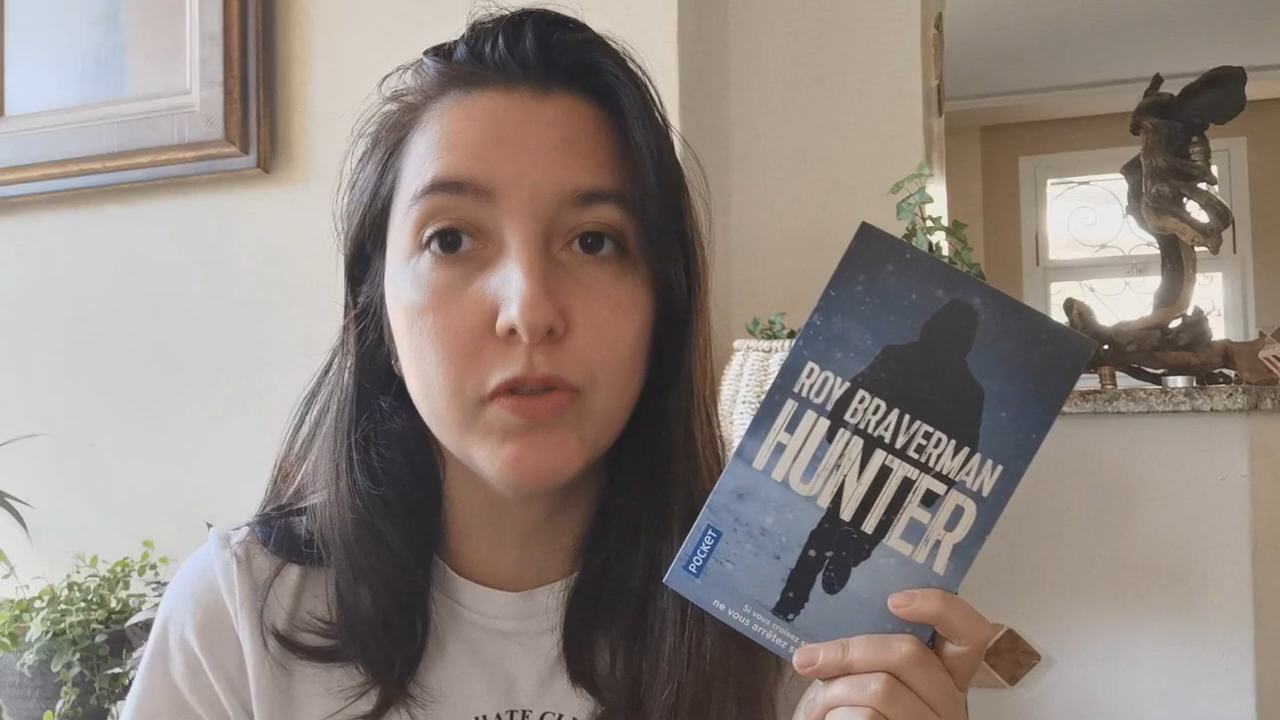 ROY BRAVERMAN
HUNTER
POCKET
Si vous croisez
ne vous arrêtez